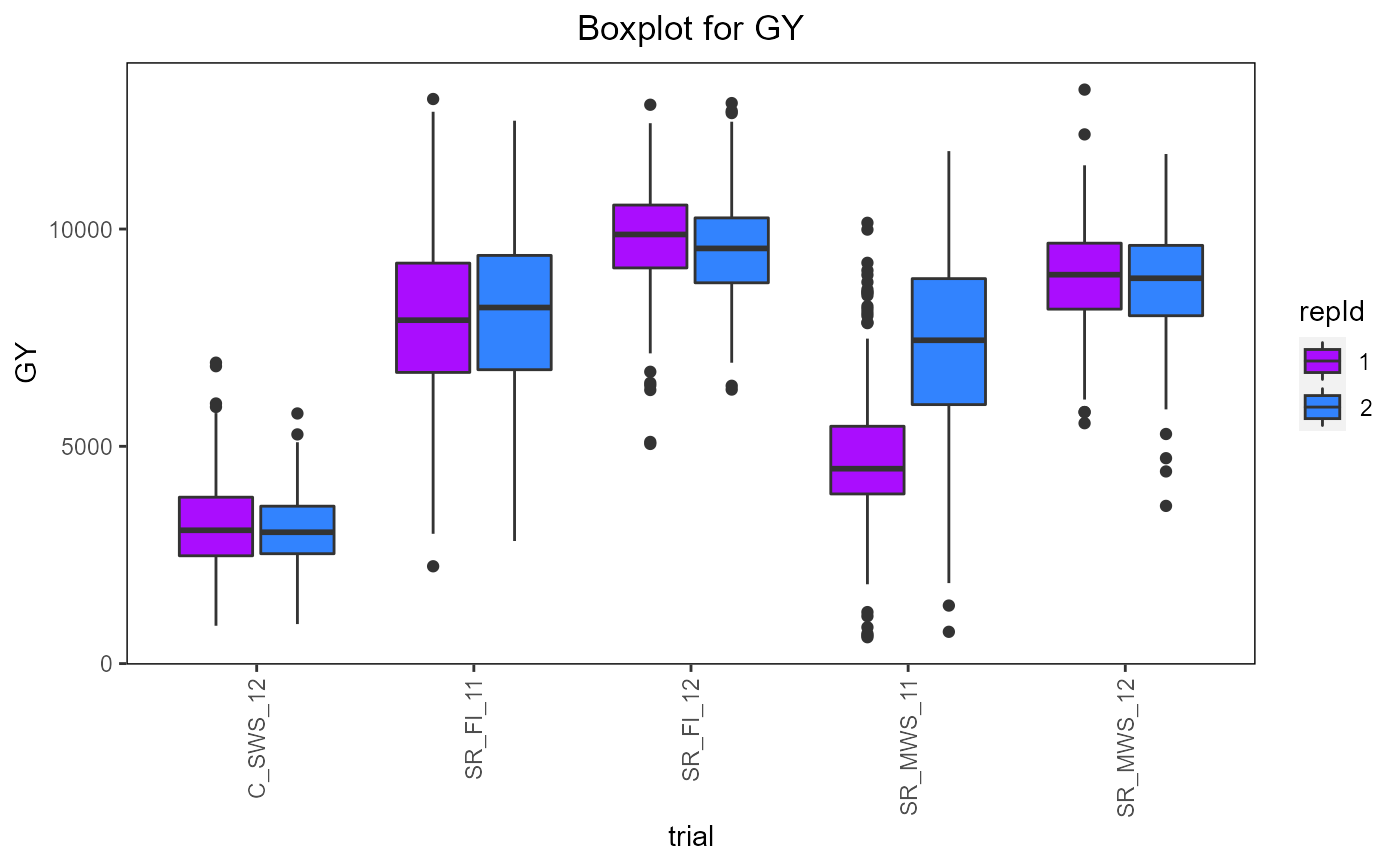 Boxplot for GY
GY
10000
5000
0
C_SWS_12
SR_FI_11
SR_FI_12
SR_MWS_11
SR_MWS_12
trial
repId
1
2